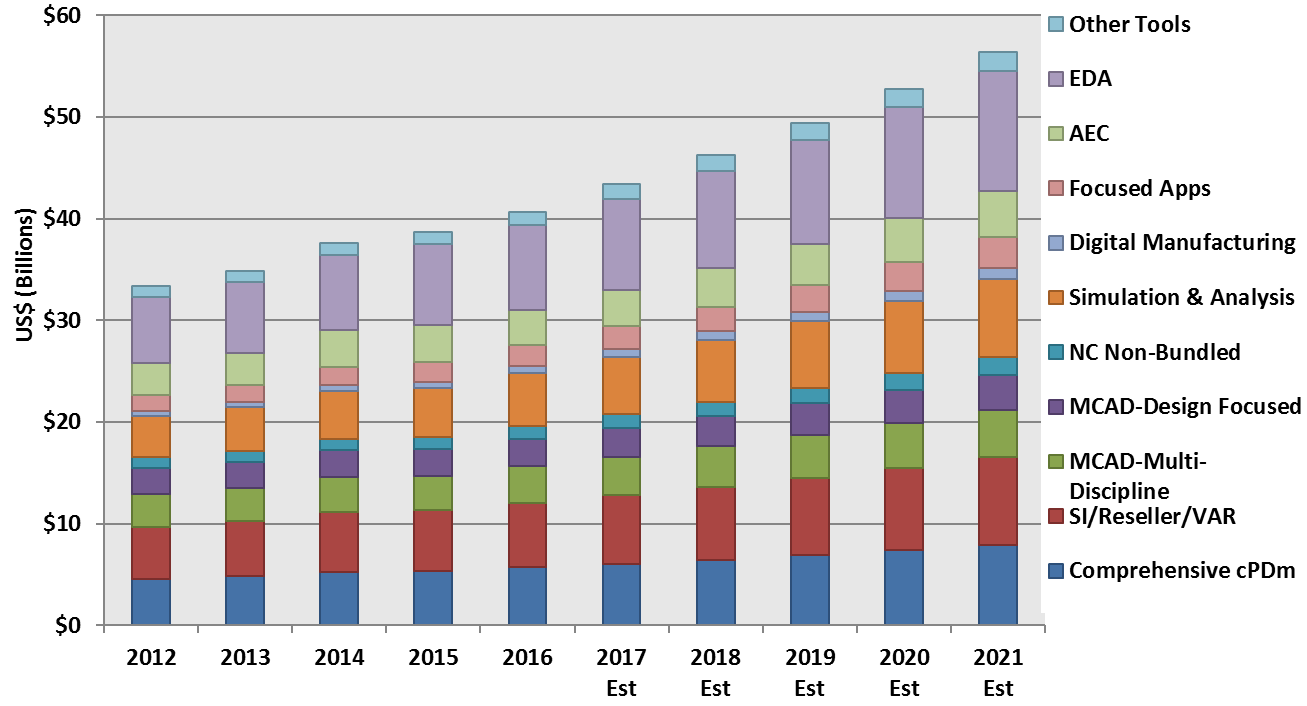 $60
$50
$40
$30
$20
$10
$0
US$ (Billions)
2012 2013 2014 2015 2016 2017 2018 2019 2020 2021
Est Est Est Est Est
Other Tools
EDA
AEC
Focused Apps
Digital Manufacturing
Simulation & Analysis
NC Non-Bundled
MCAD-Design Focused
MCAD-Multi-
Discipline
SI/Reseller/VAR
Comprehensive cPDm